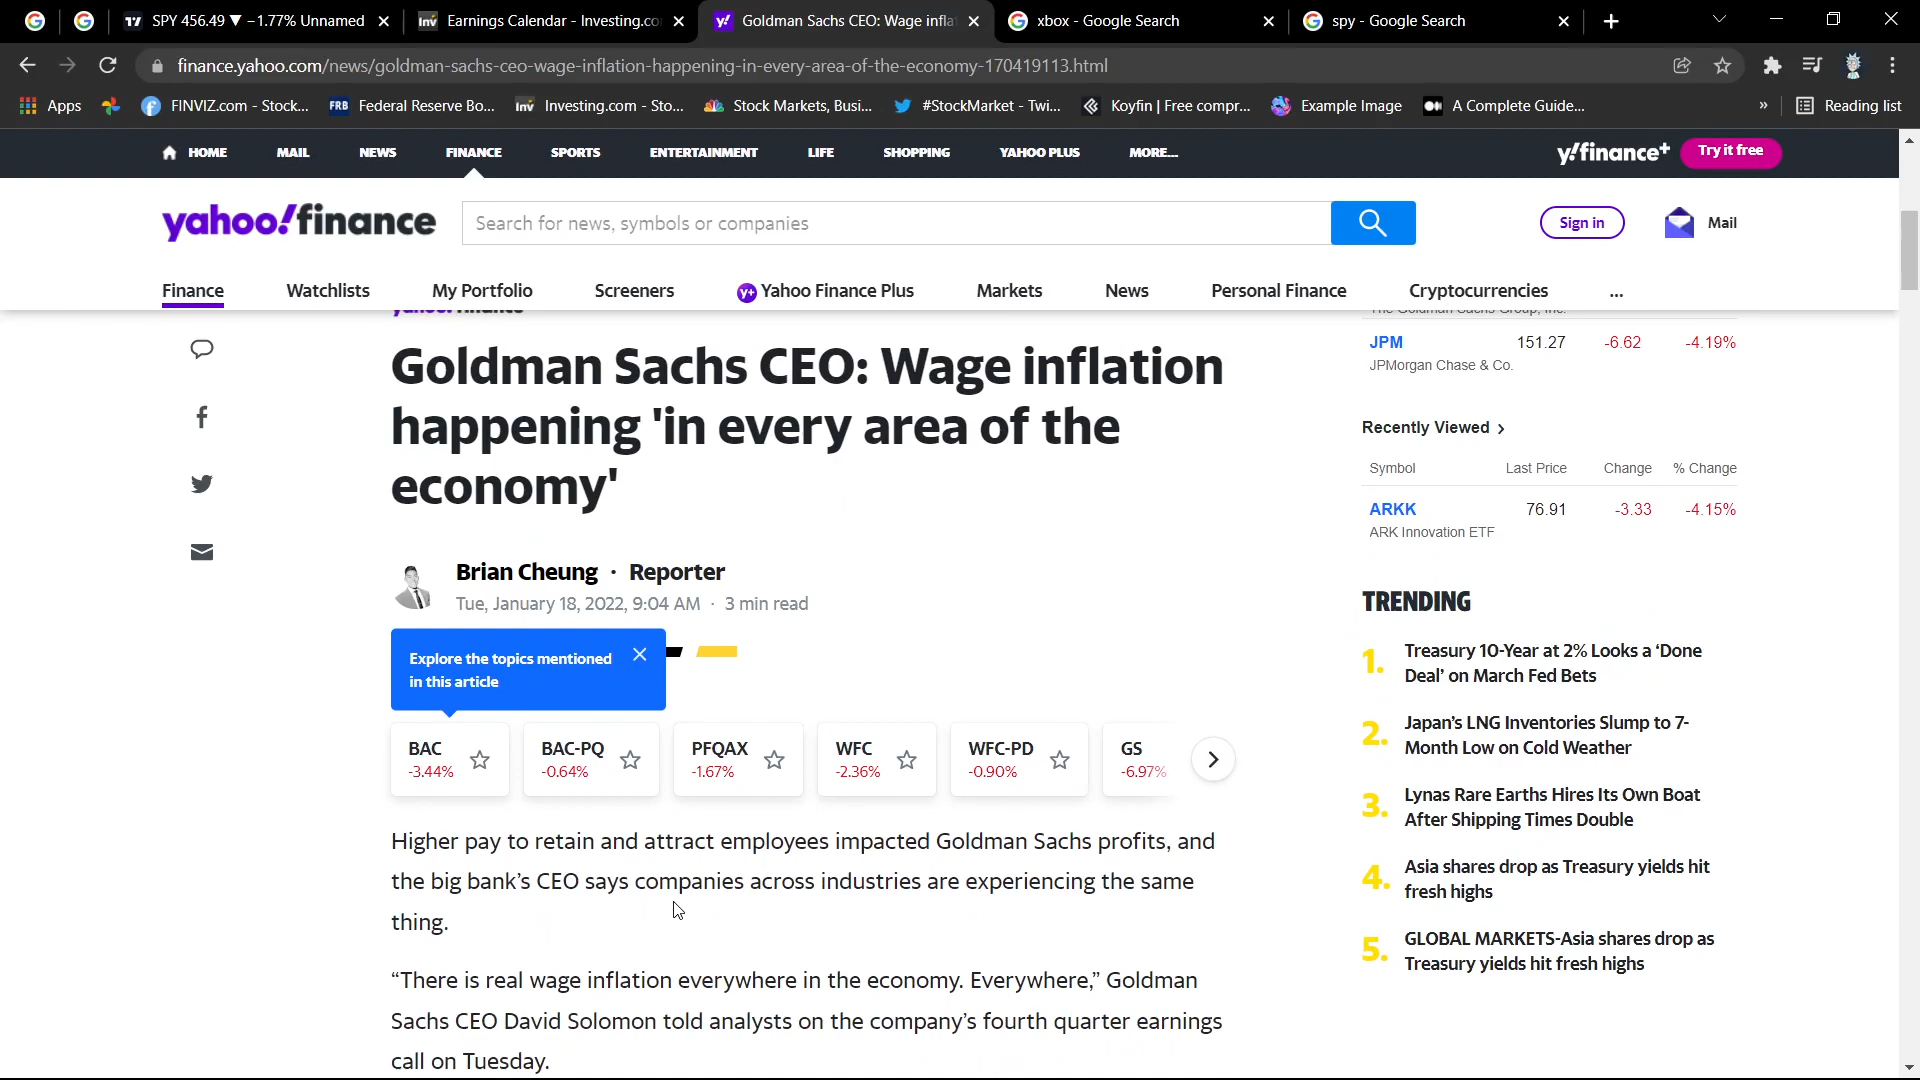 SPY 456.49 ▼ −1.77% Unnamed
Earnings Calendar - Investing.co
Goldman Sachs CEO: Wage infla
xbox - Google Search
spy - Google Search
finance.yahoo.com/news/goldman-sachs-ceo-wage-inflation-happening-in-every-area-of-the-economy-170419113.html
Apps
FINVIZ.com - Stock...
FRB Federal Reserve Bo...
Inv Investing.com - Sto...
Stock Markets, Busi...
#StockMarket - Twi...
Koyfin | Free compr...
Example Image
A Complete Guide...
»
Reading list
HOME
MAIL
NEWS
FINANCE
SPORTS
ENTERTAINMENT
LIFE
SHOPPING
YAHOO PLUS
MORE...
y!finance+
Try it free
yahoo!finance
Search for news, symbols or companies
Sign in
Mail
Finance
Watchlists
My Portfolio
Screeners
y+ Yahoo Finance Plus
Markets
News
Personal Finance
Cryptocurrencies
...
Goldman Sachs CEO: Wage inflation
happening 'in every area of the
economy'
Brian Cheung · Reporter
Tue, January 18, 2022, 9:04 AM · 3 min read
Explore the topics mentioned
in this article
BAC
-3.44%
BAC-PQ
-0.64%
PFQAX
-1.67%
WFC
-2.36%
WFC-PD
-0.90%
GS
-6.97%
Higher pay to retain and attract employees impacted Goldman Sachs profits, and
the big bank’s CEO says companies across industries are experiencing the same
thing.
“There is real wage inflation everywhere in the economy. Everywhere,” Goldman
Sachs CEO David Solomon told analysts on the company’s fourth quarter earnings
call on Tuesday.
The Goldman Sachs Group, Inc.
JPM 151.27 -6.62 -4.19%
JPMorgan Chase & Co.
Recently Viewed
Symbol Last Price Change % Change
ARKK 76.91 -3.33 -4.15%
ARK Innovation ETF
TRENDING
1. Treasury 10-Year at 2% Looks a ‘Done
Deal’ on March Fed Bets
2. Japan’s LNG Inventories Slump to 7-
Month Low on Cold Weather
3. Lynas Rare Earths Hires Its Own Boat
After Shipping Times Double
4. Asia shares drop as Treasury yields hit
fresh highs
5. GLOBAL MARKETS-Asia shares drop as
Treasury yields hit fresh highs